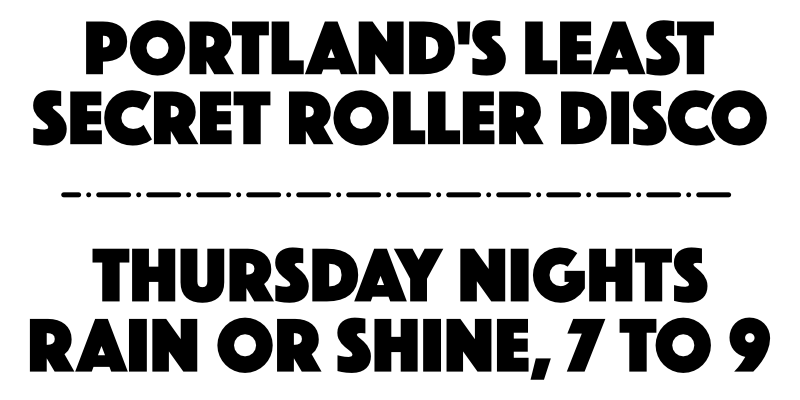 PORTLAND'S LEAST
SECRET ROLLER DISCO
THURSDAY NIGHTS
RAIN OR SHINE, 7 TO 9